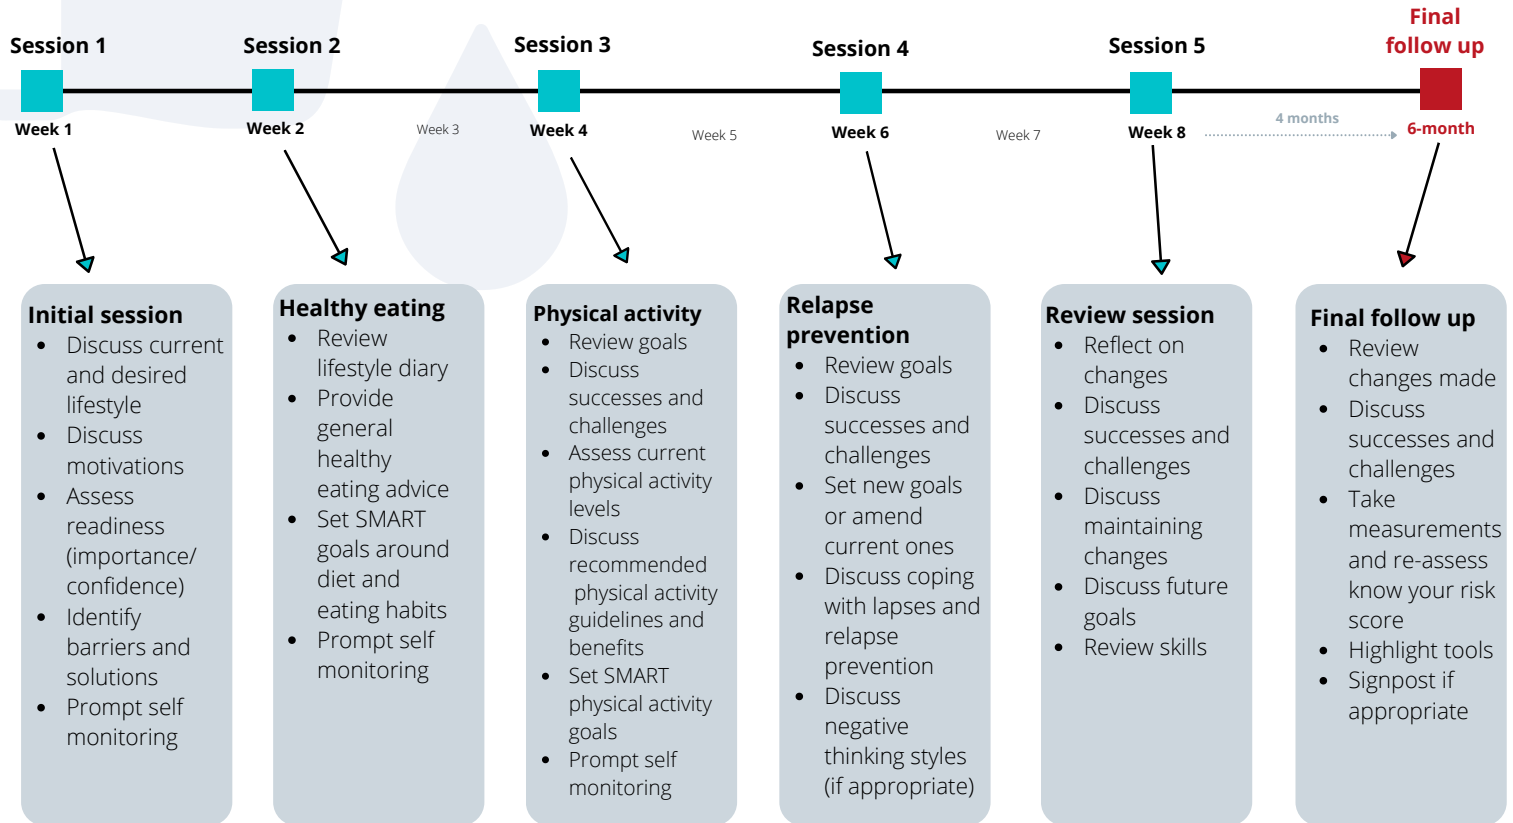 Session 1
Session 2
Session 3
Session 4
Session 5
Final
follow up
Week 1
Week 2
Week 3
Week 4
Week 5
Week 6
Week 7
Week 8
4 months
6-month
Initial session
• Discuss current
and desired
lifestyle
• Discuss
motivations
• Assess
readiness
(importance/
confidence)
• Identify
barriers and
solutions
• Prompt self
monitoring
Healthy eating
• Review
lifestyle diary
• Provide
general
healthy
eating advice
• Set SMART
goals around
diet and
eating habits
• Prompt self
monitoring
Physical activity
• Review goals
• Discuss
successes and
challenges
• Assess current
physical activity
levels
• Discuss
recommended
physical activity
guidelines and
benefits
• Set SMART
physical activity
goals
• Prompt self
monitoring
Relapse
prevention
• Review goals
• Discuss
successes and
challenges
• Set new goals
or amend
current ones
• Discuss coping
with lapses and
relapse
prevention
• Discuss
negative
thinking styles
(if appropriate)
Review session
• Reflect on
changes
• Discuss
successes and
challenges
• Discuss
maintaining
changes
• Discuss future
goals
• Review skills
Final follow up
• Review
changes made
• Discuss
successes and
challenges
• Take
measurements
and re-assess
know your risk
score
• Highlight tools
• Signpost if
appropriate